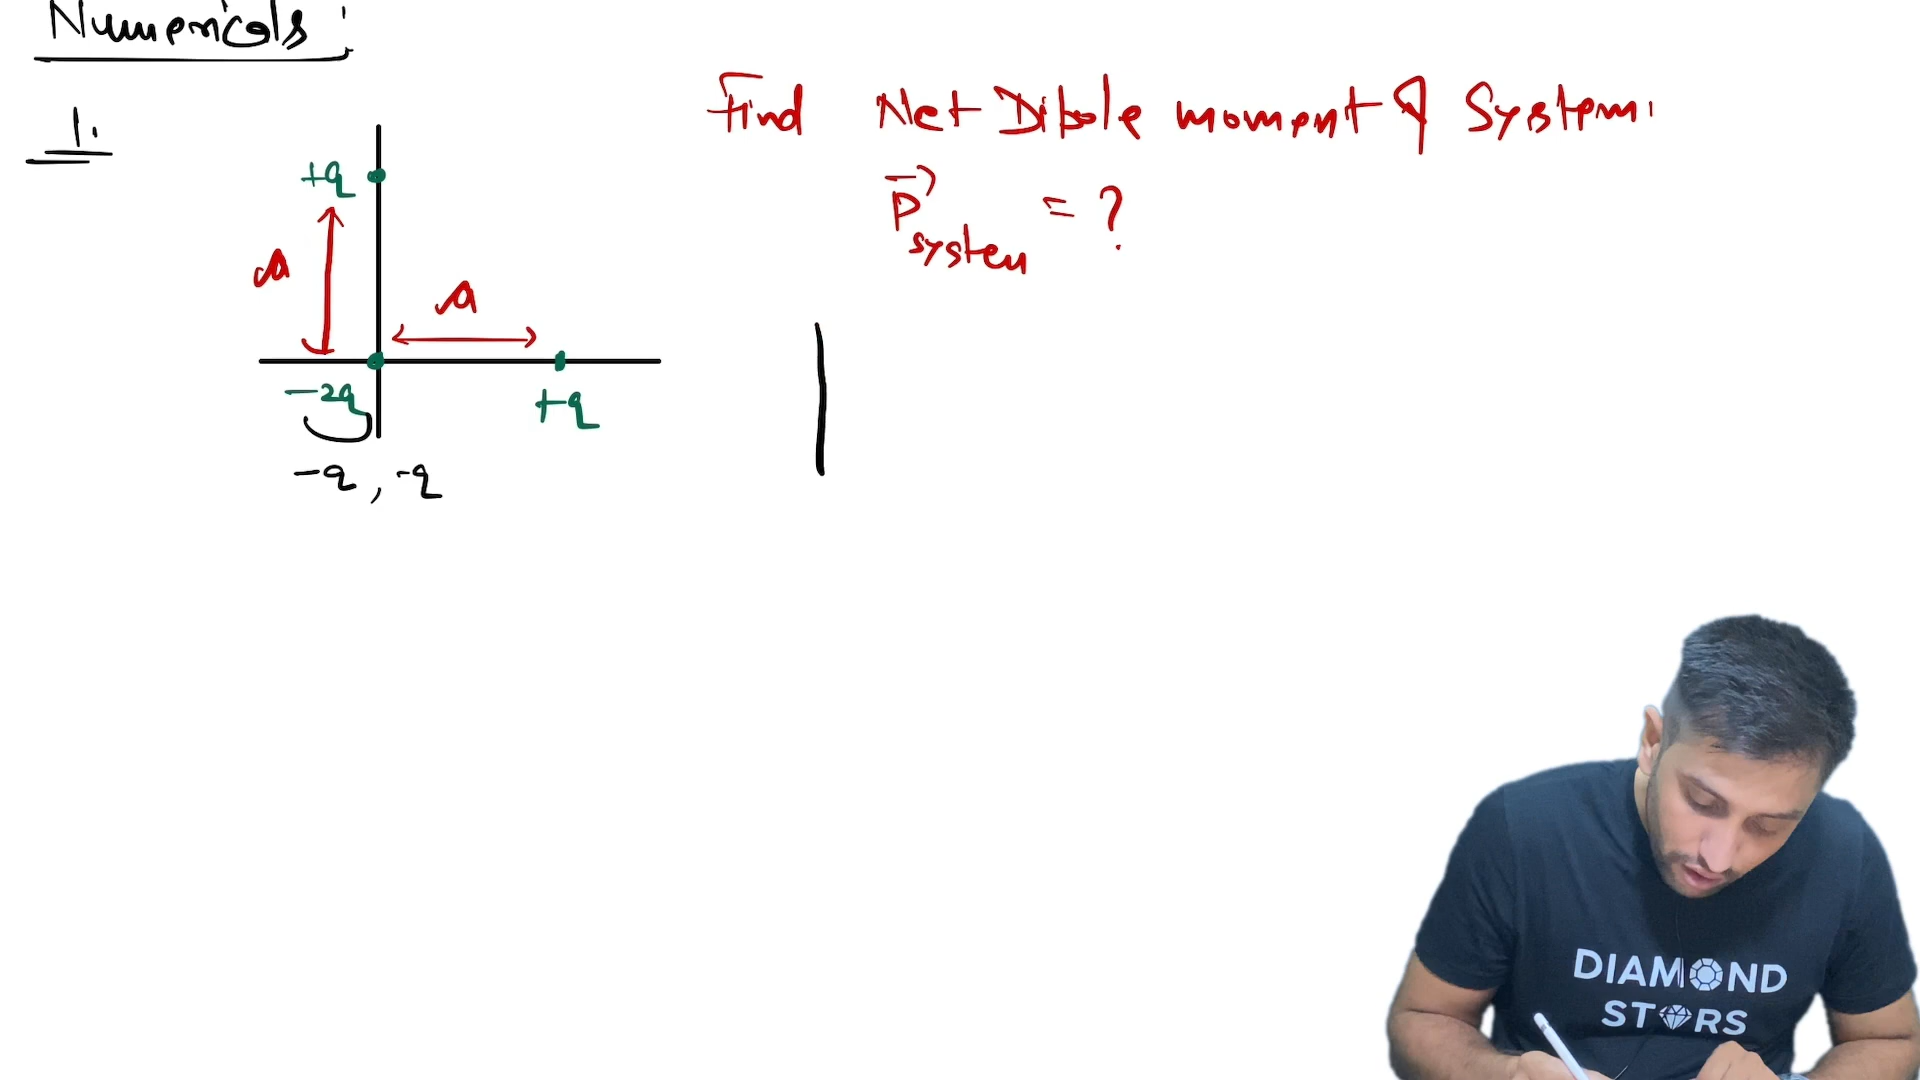 Numericals :
1.
Find Net Dipole moment of System.
+q
P⃗ system = ?
a
a
-2q
+q
-q, -q
DIAMOND
STARS